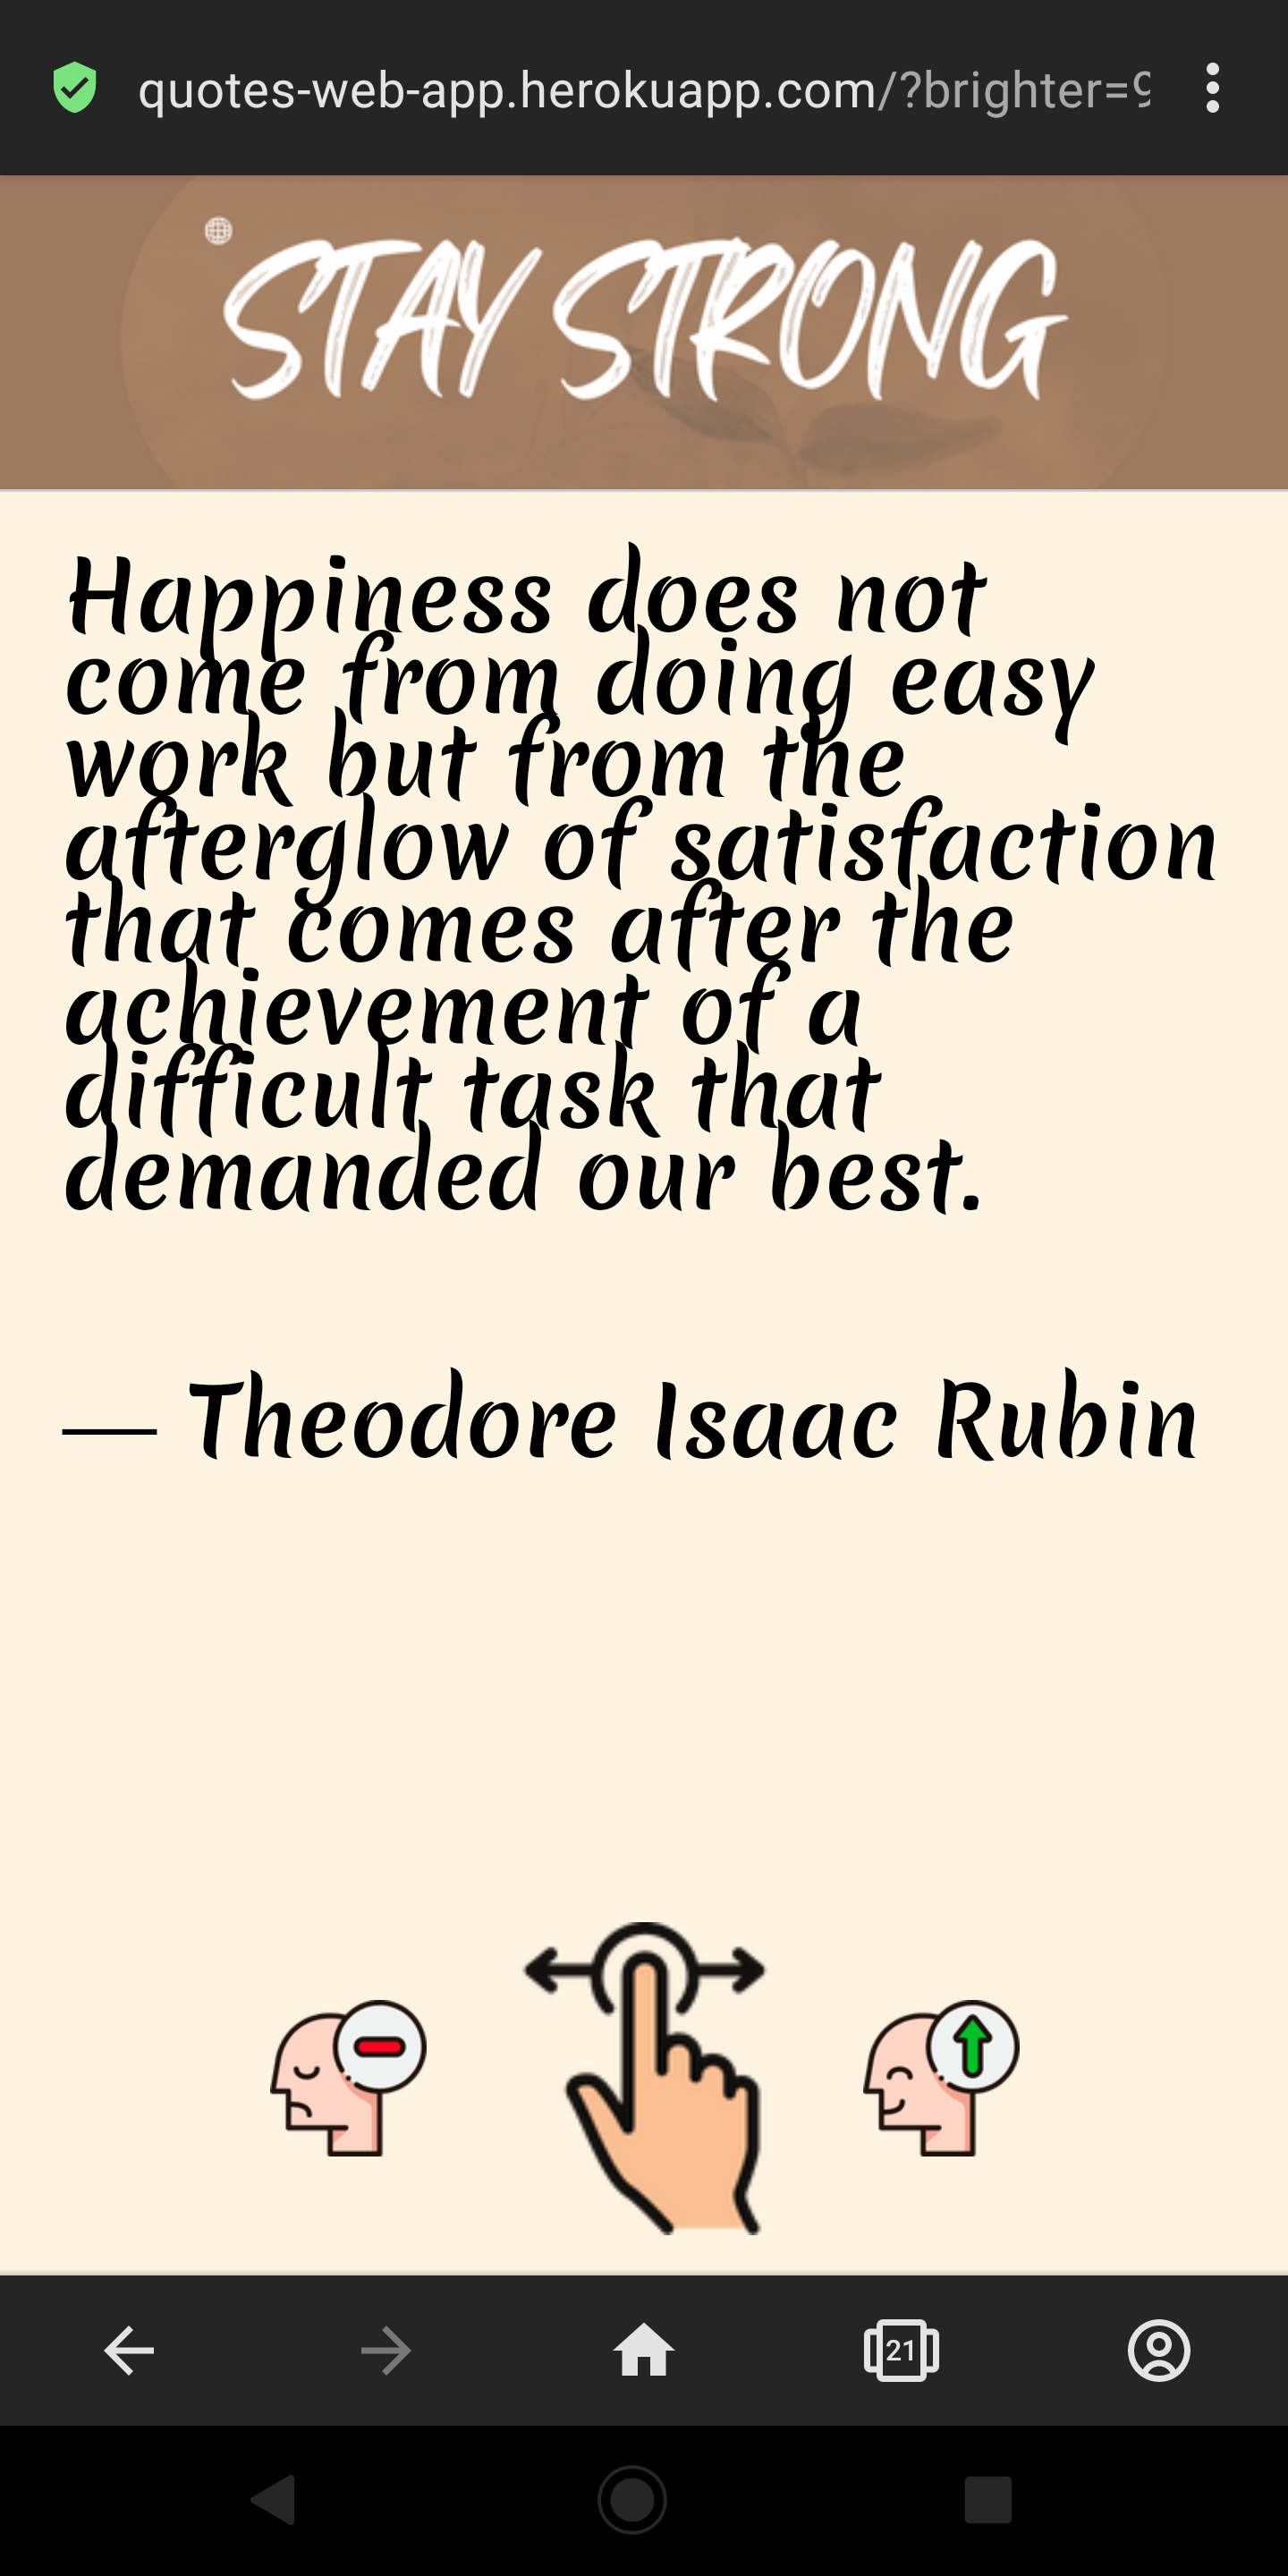 quotes-web-app.herokuapp.com/?brighter=9
STAY STRONG
Happiness does not
come from doing easy
work but from the
afterglow of satisfaction
that comes after the
achievement of a
difficult task that
demanded our best.
— Theodore Isaac Rubin
21